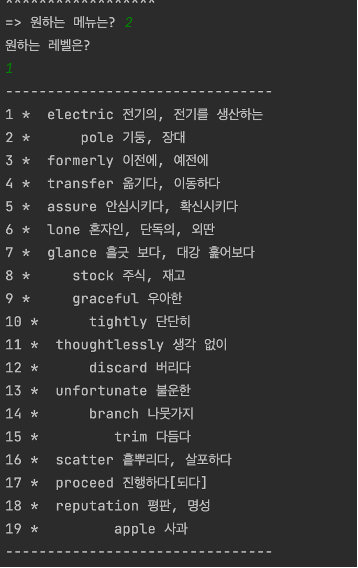 ********************
=> 원하는 메뉴는? 2
원하는 레벨은?
1
--------------------------------
1 * electric 전기의, 전기를 생산하는
2 * pole 기둥, 장대
3 * formerly 이전에, 예전에
4 * transfer 옮기다, 이동하다
5 * assure 안심시키다, 확신시키다
6 * lone 혼자인, 단독의, 외딴
7 * glance 흘긋 보다, 대강 훑어보다
8 * stock 주식, 재고
9 * graceful 우아한
10 * tightly 단단히
11 * thoughtlessly 생각 없이
12 * discard 버리다
13 * unfortunate 불운한
14 * branch 나뭇가지
15 * trim 다듬다
16 * scatter 흩뿌리다, 살포하다
17 * proceed 진행하다[되다]
18 * reputation 평판, 명성
19 * apple 사과
--------------------------------